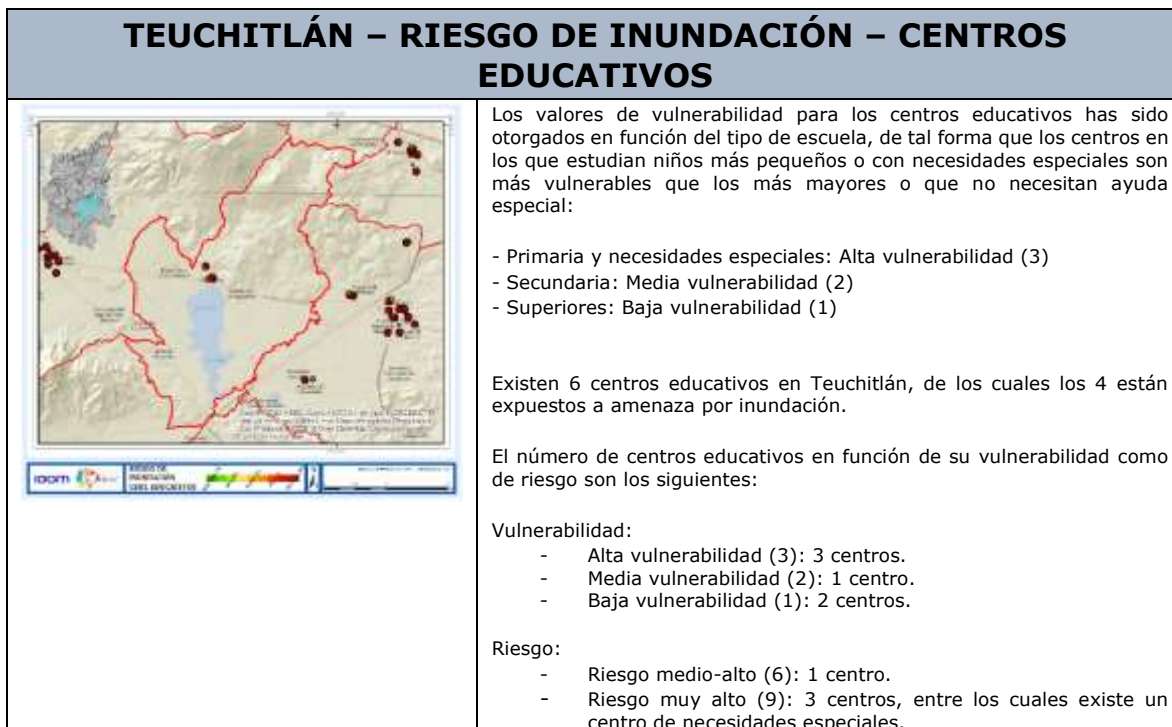 TEUCHITLÁN – RIESGO DE INUNDACIÓN – CENTROS
EDUCATIVOS
Los valores de vulnerabilidad para los centros educativos has sido
otorgados en función del tipo de escuela, de tal forma que los centros en
los que estudian niños más pequeños o con necesidades especiales son
más vulnerables que los más mayores o que no necesitan ayuda
especial:
- Primaria y necesidades especiales: Alta vulnerabilidad (3)
- Secundaria: Media vulnerabilidad (2)
- Superiores: Baja vulnerabilidad (1)
Existen 6 centros educativos en Teuchitlán, de los cuales los 4 están
expuestos a amenaza por inundación.
El número de centros educativos en función de su vulnerabilidad como
de riesgo son los siguientes:
Vulnerabilidad:
- Alta vulnerabilidad (3): 3 centros.
- Media vulnerabilidad (2): 1 centro.
- Baja vulnerabilidad (1): 2 centros.
Riesgo:
- Riesgo medio-alto (6): 1 centro.
- Riesgo muy alto (9): 3 centros, entre los cuales existe un
centro de necesidades especiales.
IDOM
RIESGO DE
INUNDACIÓN